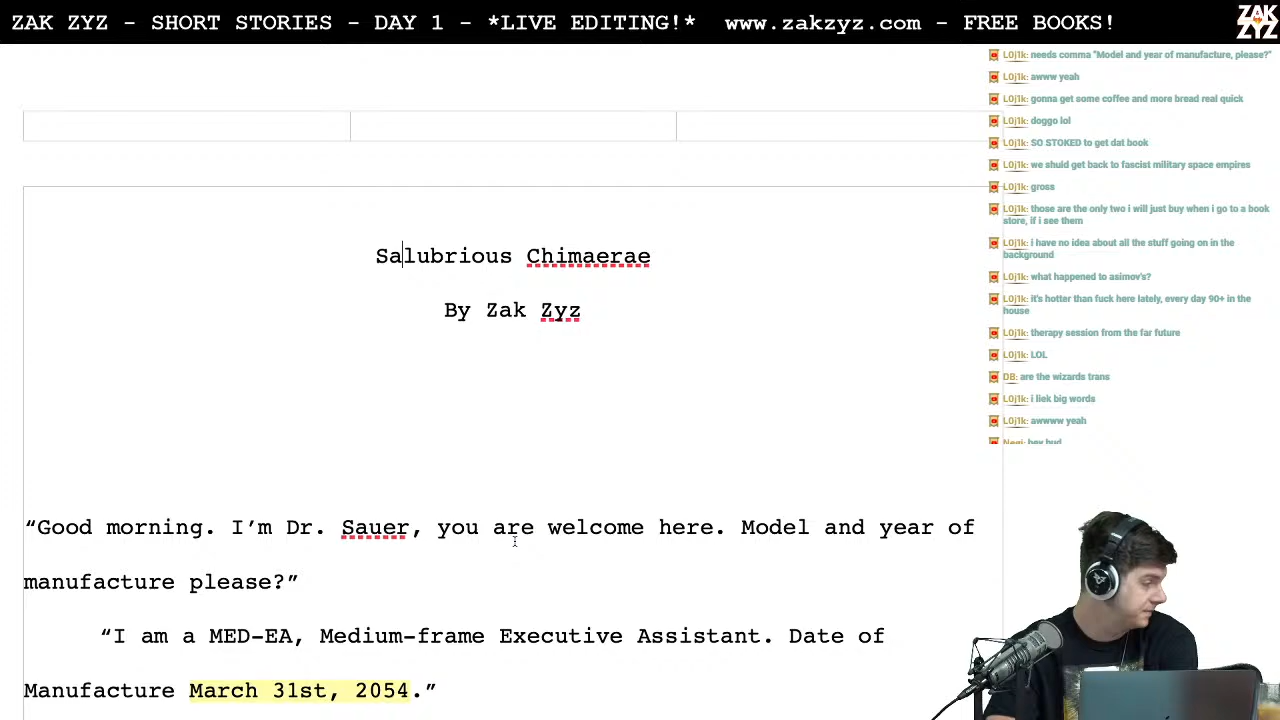 ZAK ZYZ - SHORT STORIES - DAY 1 - *LIVE EDITING!* www.zakzyz.com - FREE BOOKS!
ZAK
ZYZ
L0j1k: needs comma "Model and year of manufacture, please?"
L0j1k: awww yeah
L0j1k: gonna get some coffee and more bread real quick
L0j1k: doggo lol
L0j1k: SO STOKED to get dat book
L0j1k: we shuld get back to fascist military space empires
L0j1k: gross
L0j1k: those are the only two i will just buy when i go to a book
store, if i see them
L0j1k: i have no idea about all the stuff going on in the
background
L0j1k: what happened to asimov's?
L0j1k: it's hotter than fuck here lately, every day 90+ in the
house
L0j1k: therapy session from the far future
L0j1k: LOL
OB: are the wizards trans
L0j1k: i liek big words
L0j1k: awwww yeah
hey bud
Salubrious Chimaerae
By Zak Zyz
“Good morning. I’m Dr. Sauer, you are welcome here. Model and year of
manufacture please?”
“I am a MED-EA, Medium-frame Executive Assistant. Date of
Manufacture March 31st, 2054.”